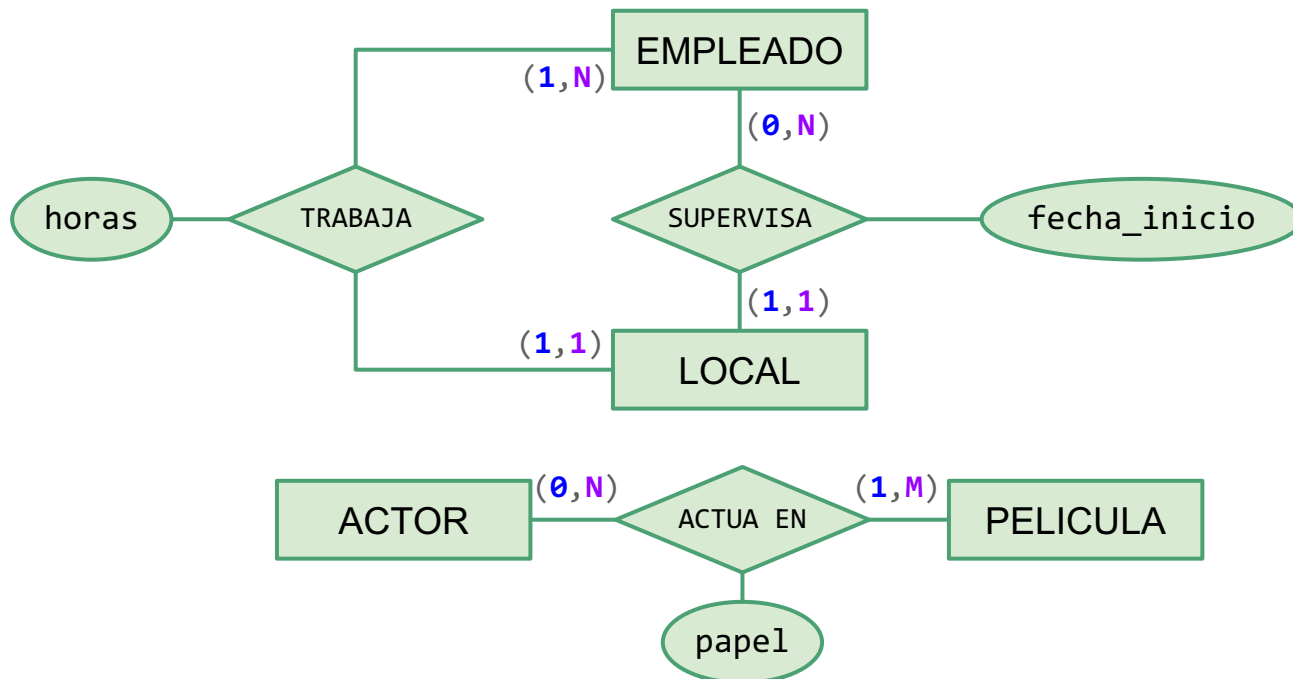 EMPLEADO
(1,N)
(0,N)
horas
TRABAJA
SUPERVISA
fecha_inicio
(1,1)
(1,1)
LOCAL
ACTOR
(0,N)
ACTUA EN
(1,M)
PELICULA
papel